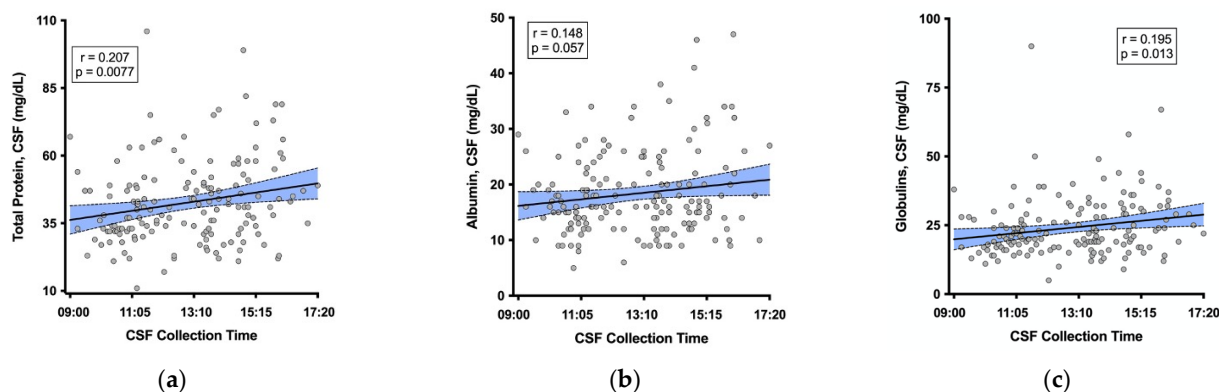 r = 0.207
p = 0.0077
Total Protein, CSF (mg/dL)
110
85
60
35
10
09:00 11:05 13:10 15:15 17:20
CSF Collection Time
(a)
r = 0.148
p = 0.057
Albumin, CSF (mg/dL)
50
40
30
20
10
0
09:00 11:05 13:10 15:15 17:20
CSF Collection Time
(b)
r = 0.195
p = 0.013
Globulins, CSF (mg/dL)
100
75
50
25
0
09:00 11:05 13:10 15:15 17:20
CSF Collection Time
(c)